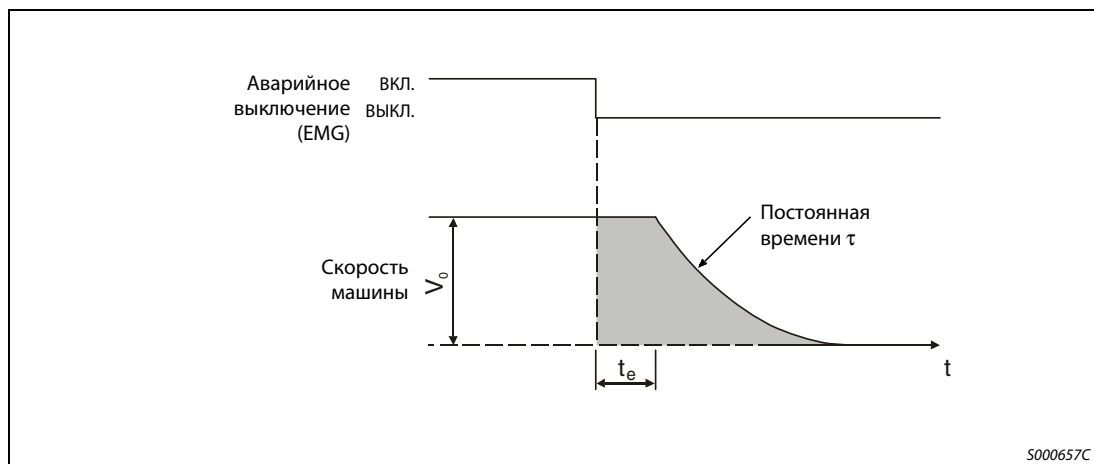 Аварийное ВКЛ.
выключение ВЫКЛ.
(EMG)
Постоянная
времени τ
Скорость
машины
V₀
tₑ
t
S000657C